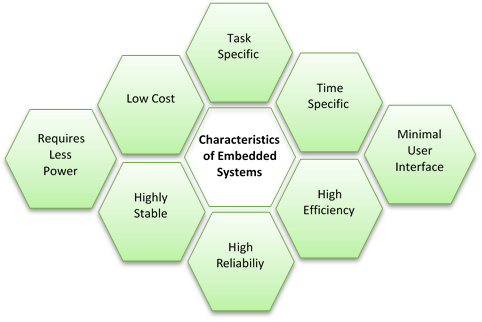 Task
Specific
Low Cost
Time
Specific
Requires
Less
Power
Characteristics
of Embedded
Systems
Minimal
User
Interface
Highly
Stable
High
Efficiency
High
Reliabiliy